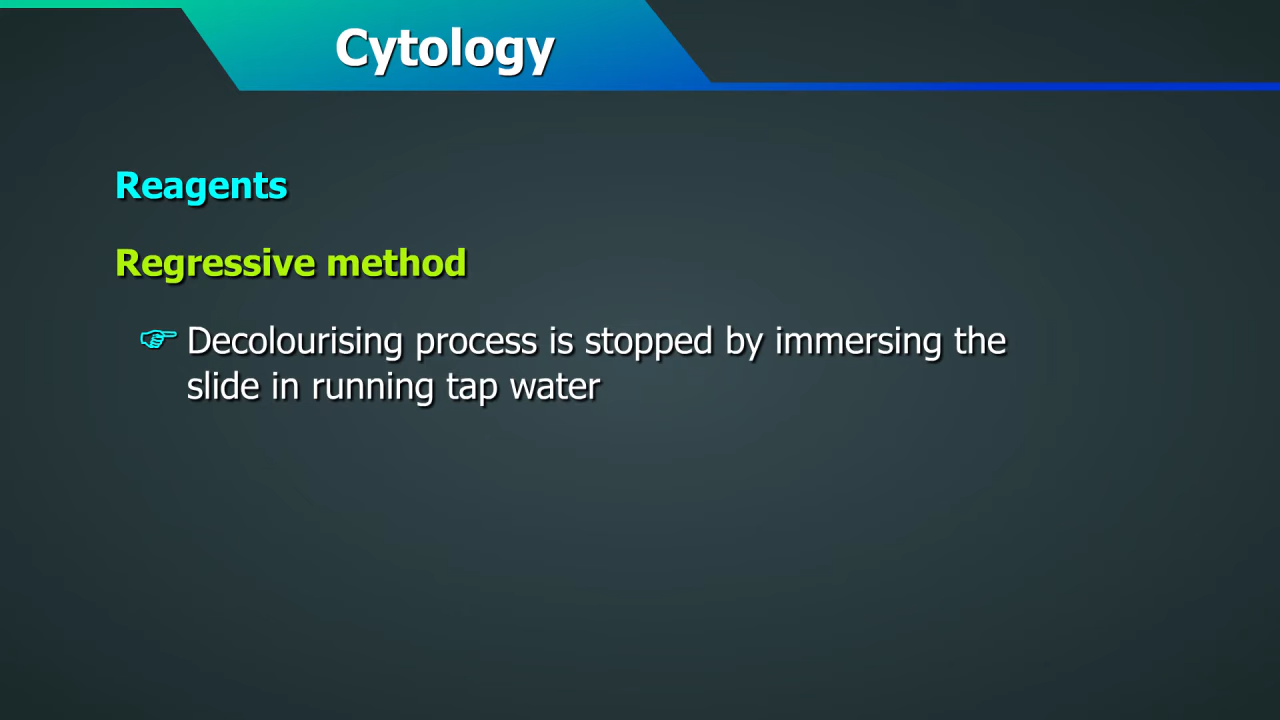 Cytology
Reagents
Regressive method
☞ Decolourising process is stopped by immersing the
slide in running tap water